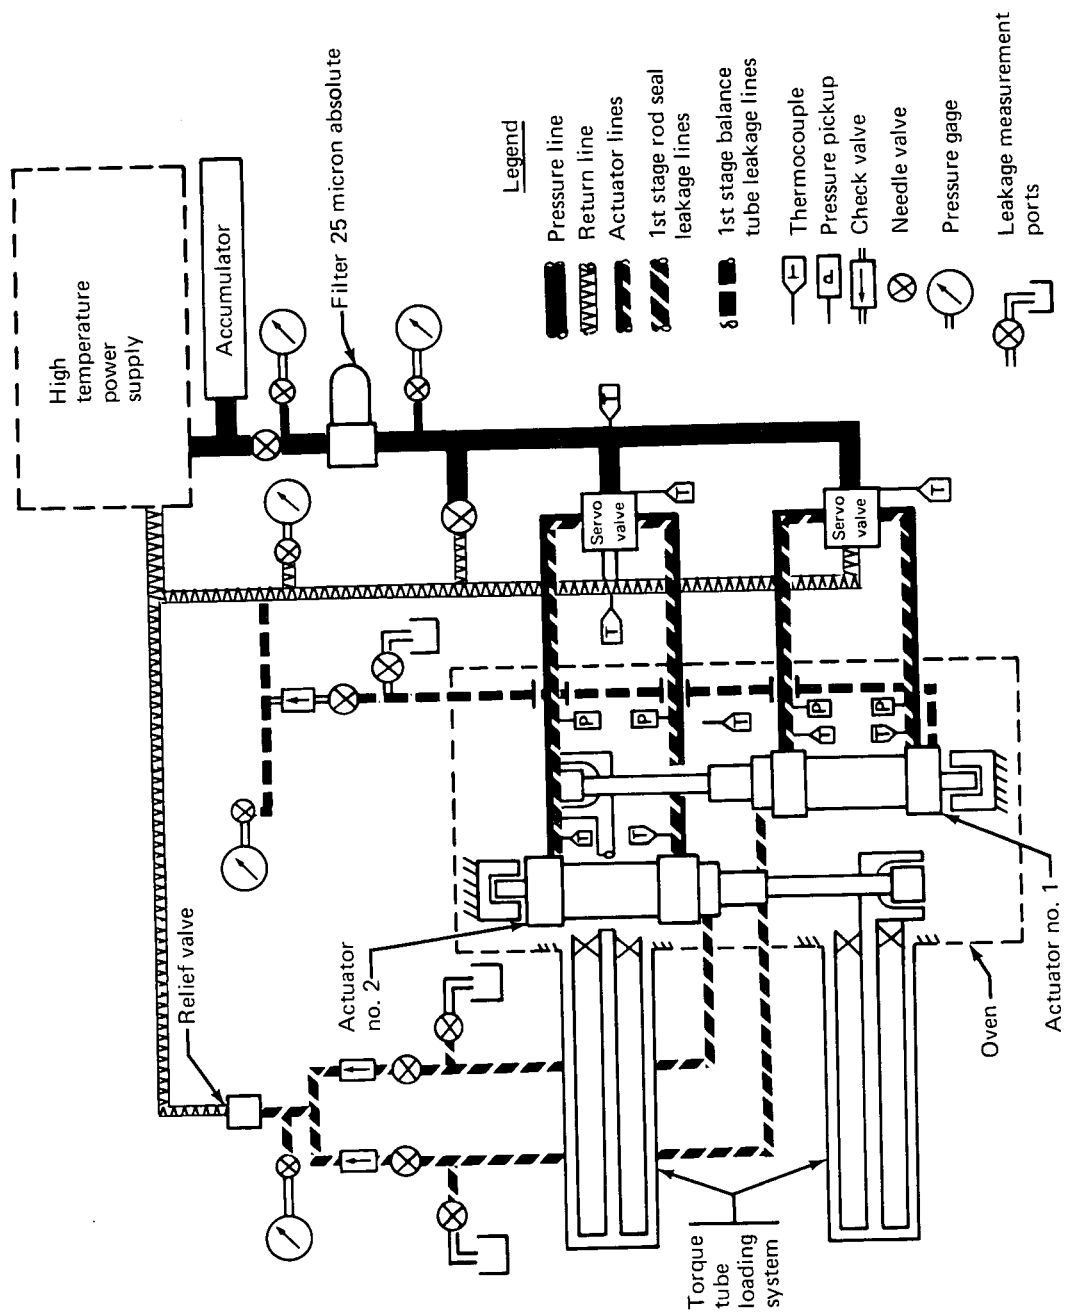 High
temperature
power
supply
Accumulator
Filter 25 micron absolute
Relief valve
Servo
valve
Servo
valve
T
T
T
T
T
T
T
T
T
P
P
P
P
Actuator
no. 2
Actuator no. 1
Oven
Torque
tube
loading
system
Legend
Pressure line
Return line
Actuator lines
1st stage rod seal
leakage lines
1st stage balance
tube leakage lines
T Thermocouple
P Pressure pickup
Check valve
Needle valve
Pressure gage
Leakage measurement
ports